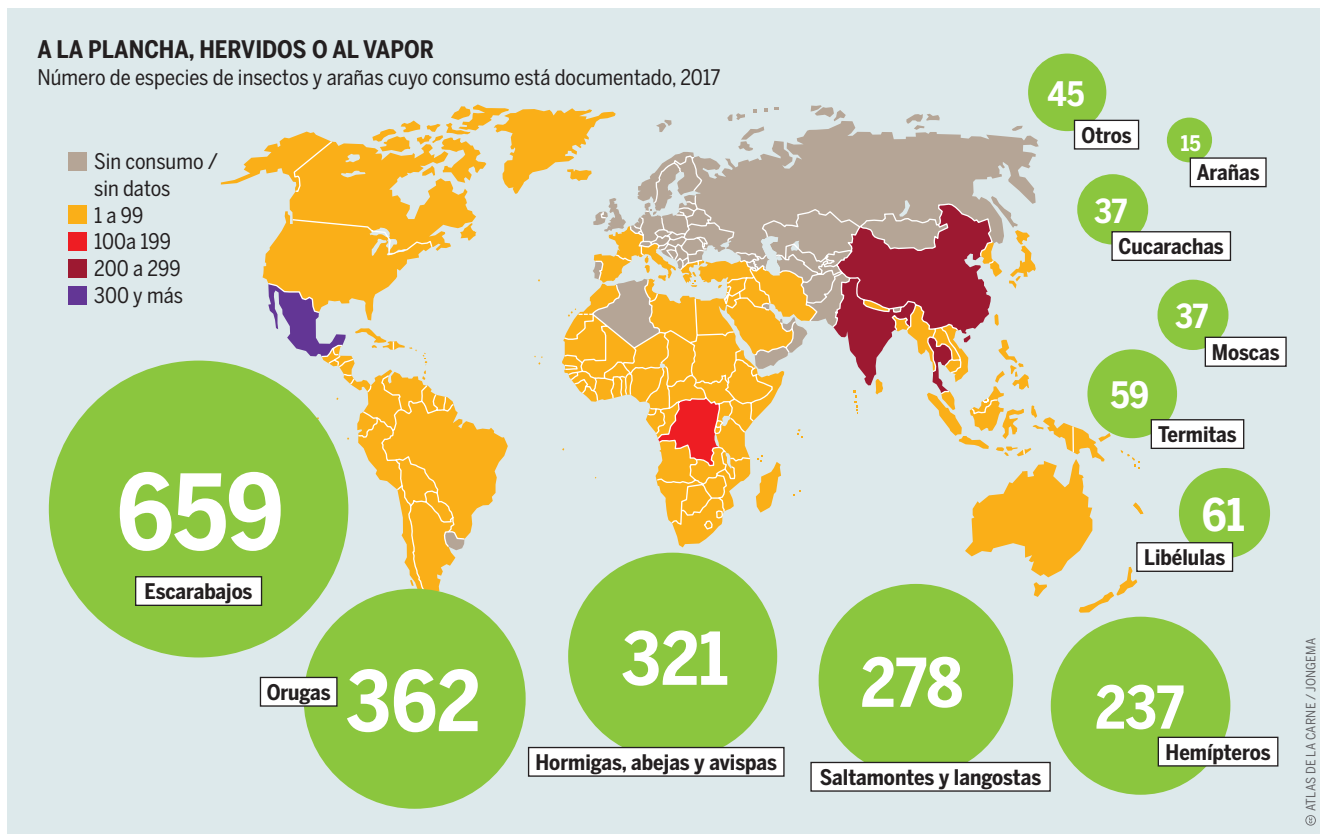 A LA PLANCHA, HERVIDOS O AL VAPOR
Número de especies de insectos y arañas cuyo consumo está documentado, 2017
Sin consumo /
sin datos
1 a 99
100a 199
200 a 299
300 y más
45
Otros
15
Arañas
37
Cucarachas
37
Moscas
59
Termitas
61
Libélulas
659
Escarabajos
Orugas
362
321
Hormigas, abejas y avispas
278
Saltamontes y langostas
237
Hemípteros
ATLAS DE LA CARNE / JONGEMA